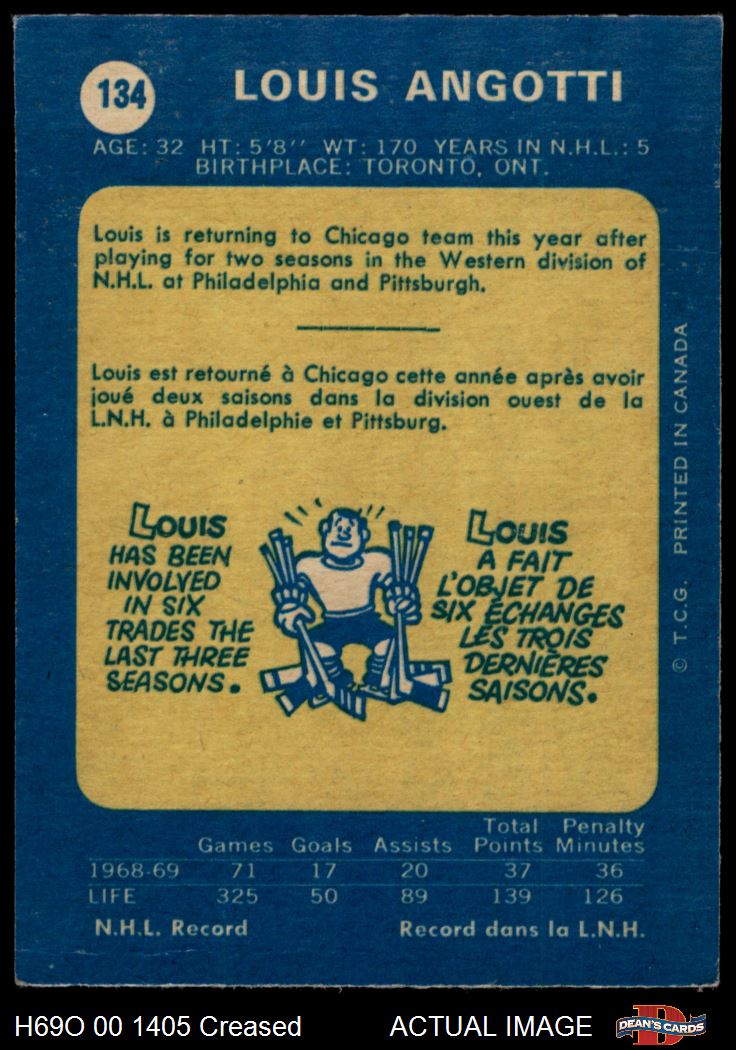 134
LOUIS ANGOTTI
AGE: 32 HT: 5'8'' WT: 170 YEARS IN N.H.L.: 5
BIRTHPLACE: TORONTO, ONT.
Louis is returning to Chicago team this year after
playing for two seasons in the Western division of
N.H.L. at Philadelphia and Pittsburgh.
Louis est retourné à Chicago cette année après avoir
joué deux saisons dans la division ouest de la
L.N.H. à Philadelphie et Pittsburg.
LOUIS
HAS BEEN
INVOLVED
IN SIX
TRADES THE
LAST THREE
SEASONS.
LOUIS
A FAIT
L'OBJET DE
SIX ÉCHANGES
LES TROIS
DERNIÈRES
SAISONS.
© T.C.G. PRINTED IN CANADA
Total Penalty
Games Goals Assists Points Minutes
1968-69 71 17 20 37 36
LIFE 325 50 89 139 126
N.H.L. Record Record dans la L.N.H.
H69O 00 1405 Creased ACTUAL IMAGE
D
DEAN'S CARDS